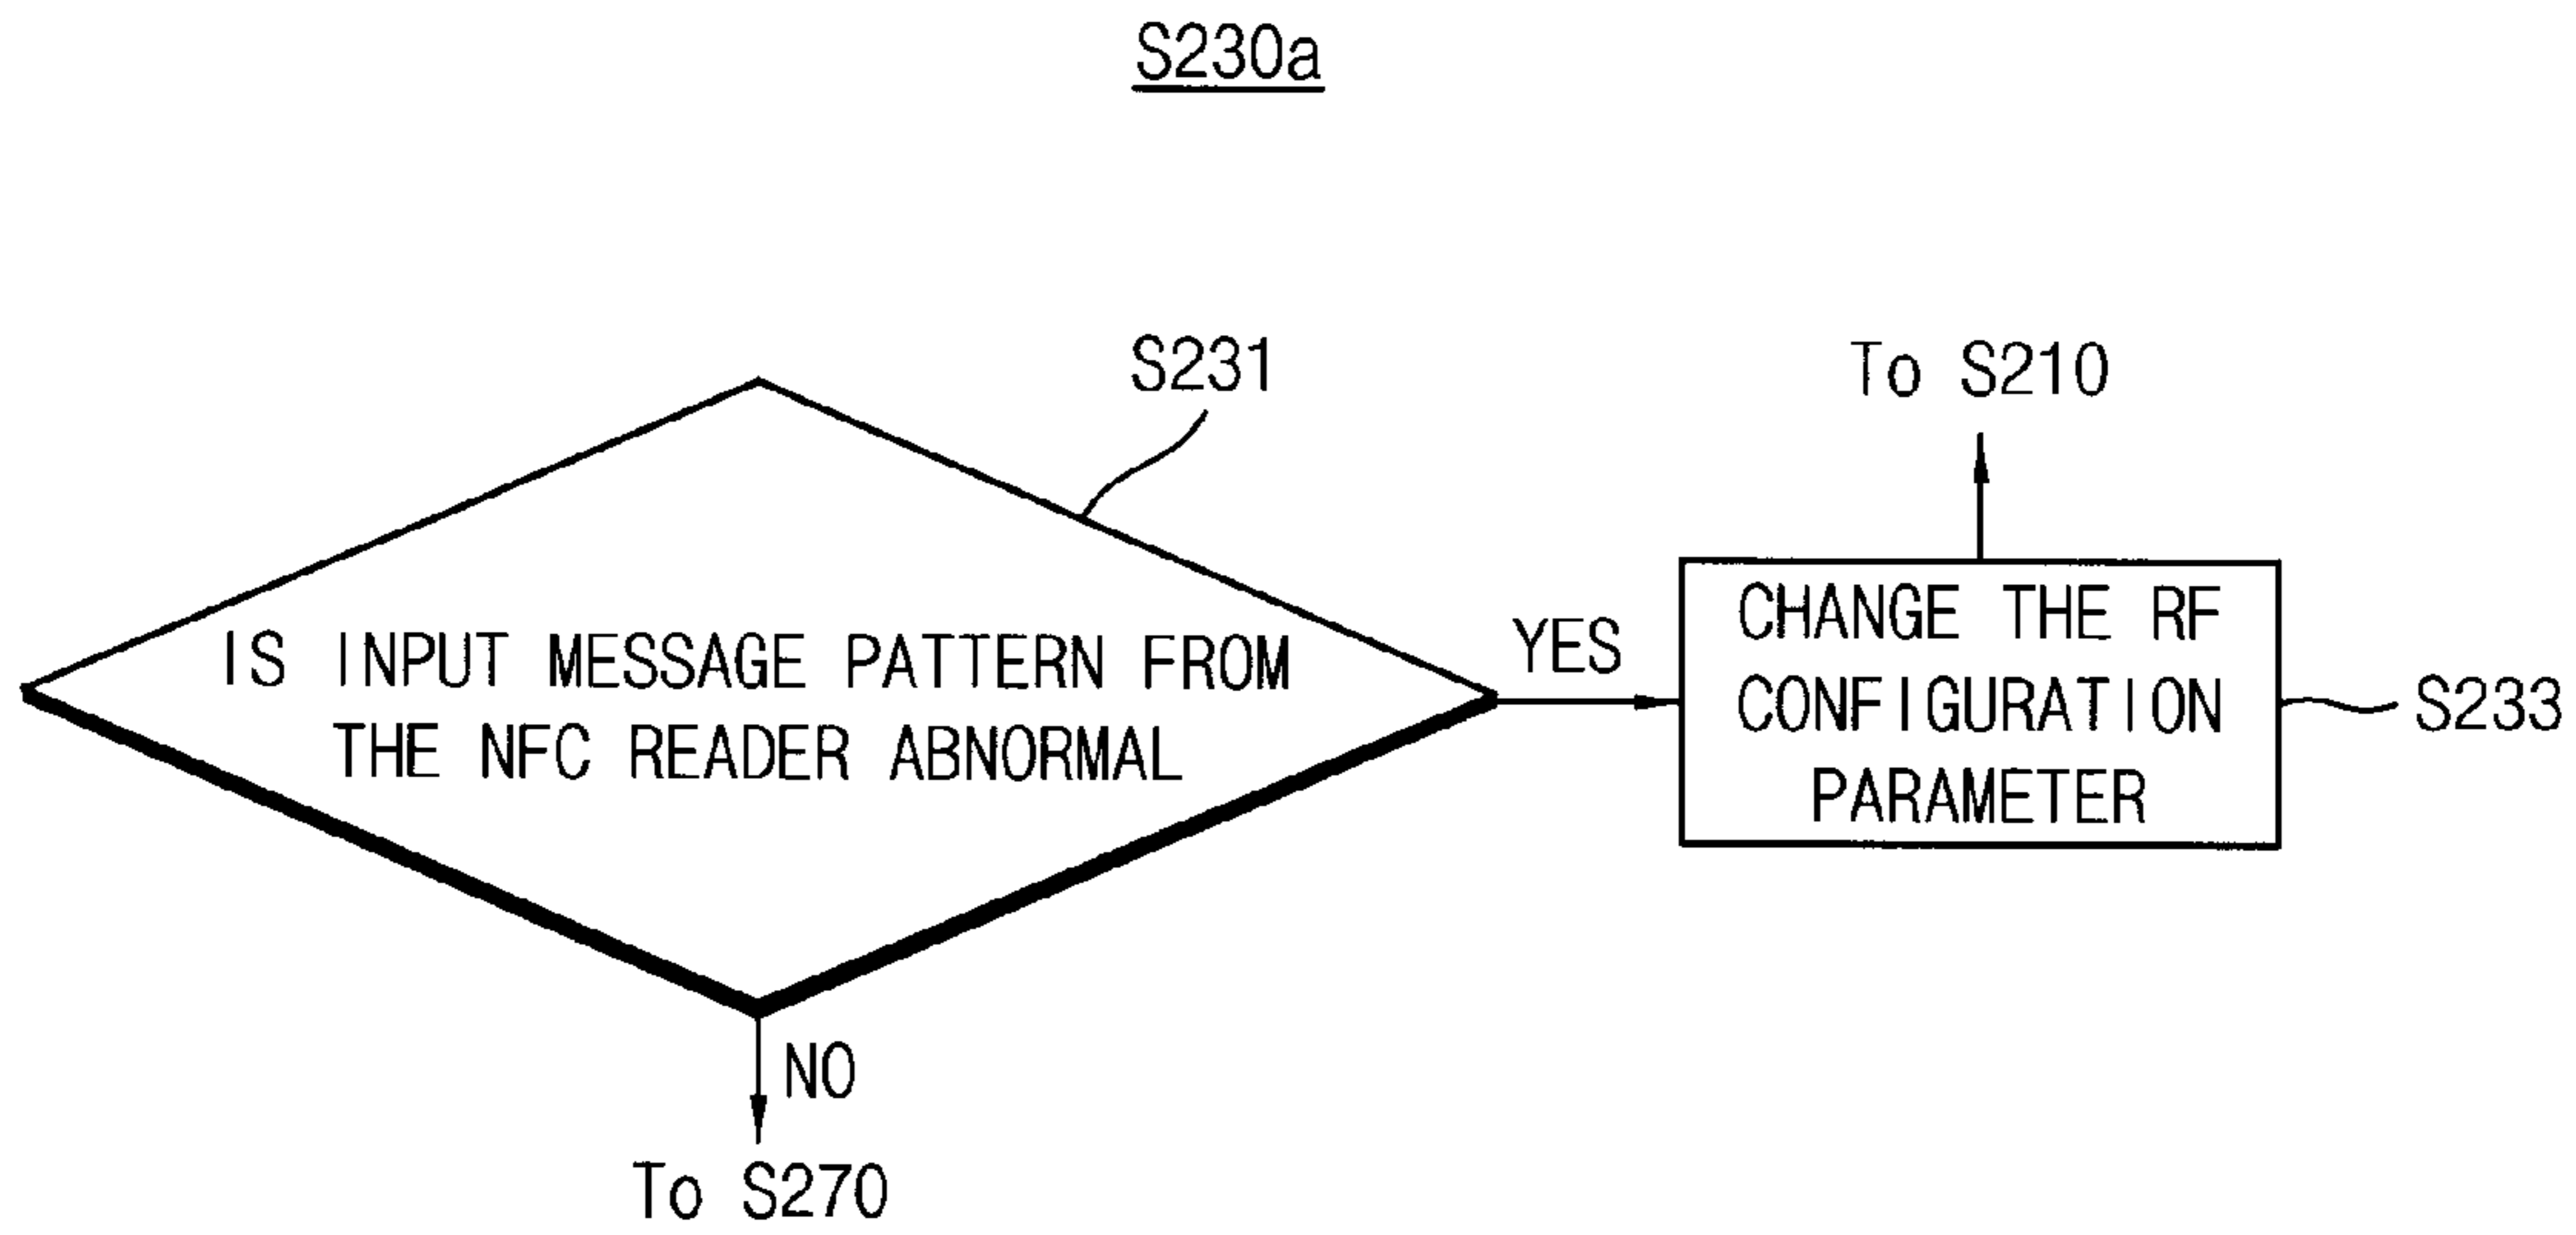 S230a
S231
To S210
IS INPUT MESSAGE PATTERN FROM
THE NFC READER ABNORMAL
YES
CHANGE THE RF
CONFIGURATION
PARAMETER
S233
NO
To S270